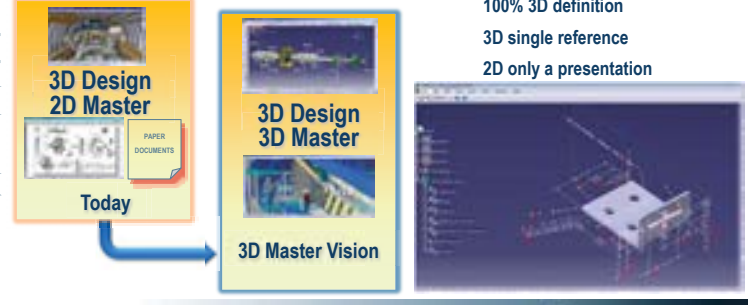 3D Design
2D Master
PAPER
DOCUMENTS
Today
3D Design
3D Master
3D Master Vision
100% 3D definition
3D single reference
2D only a presentation